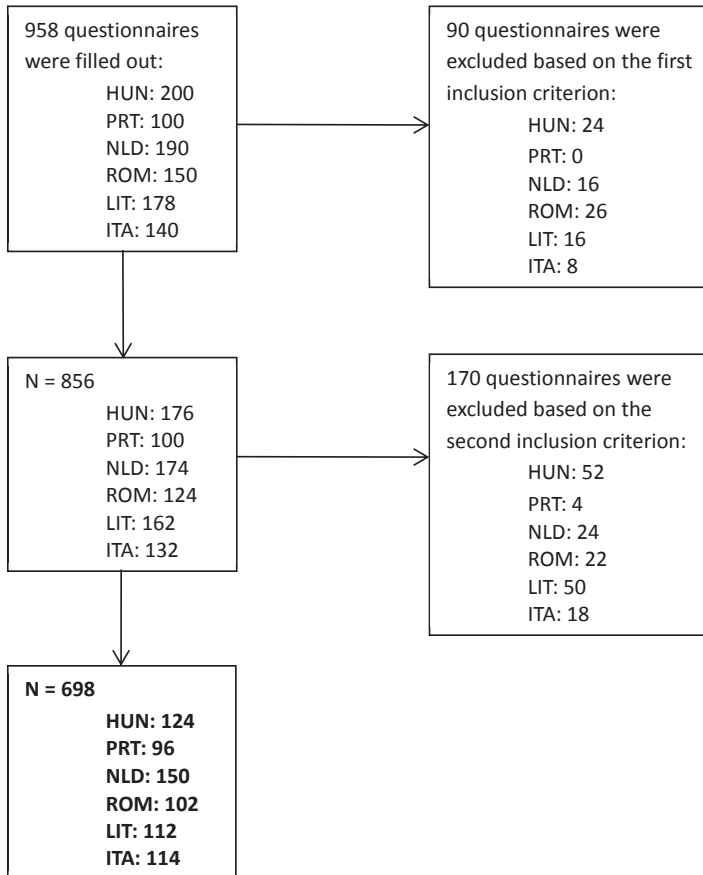 958 questionnaires
were filled out:
HUN: 200
PRT: 100
NLD: 190
ROM: 150
LIT: 178
ITA: 140
90 questionnaires were
excluded based on the first
inclusion criterion:
HUN: 24
PRT: 0
NLD: 16
ROM: 26
LIT: 16
ITA: 8
N = 856
HUN: 176
PRT: 100
NLD: 174
ROM: 124
LIT: 162
ITA: 132
170 questionnaires were
excluded based on the
second inclusion criterion:
HUN: 52
PRT: 4
NLD: 24
ROM: 22
LIT: 50
ITA: 18
N = 698
HUN: 124
PRT: 96
NLD: 150
ROM: 102
LIT: 112
ITA: 114